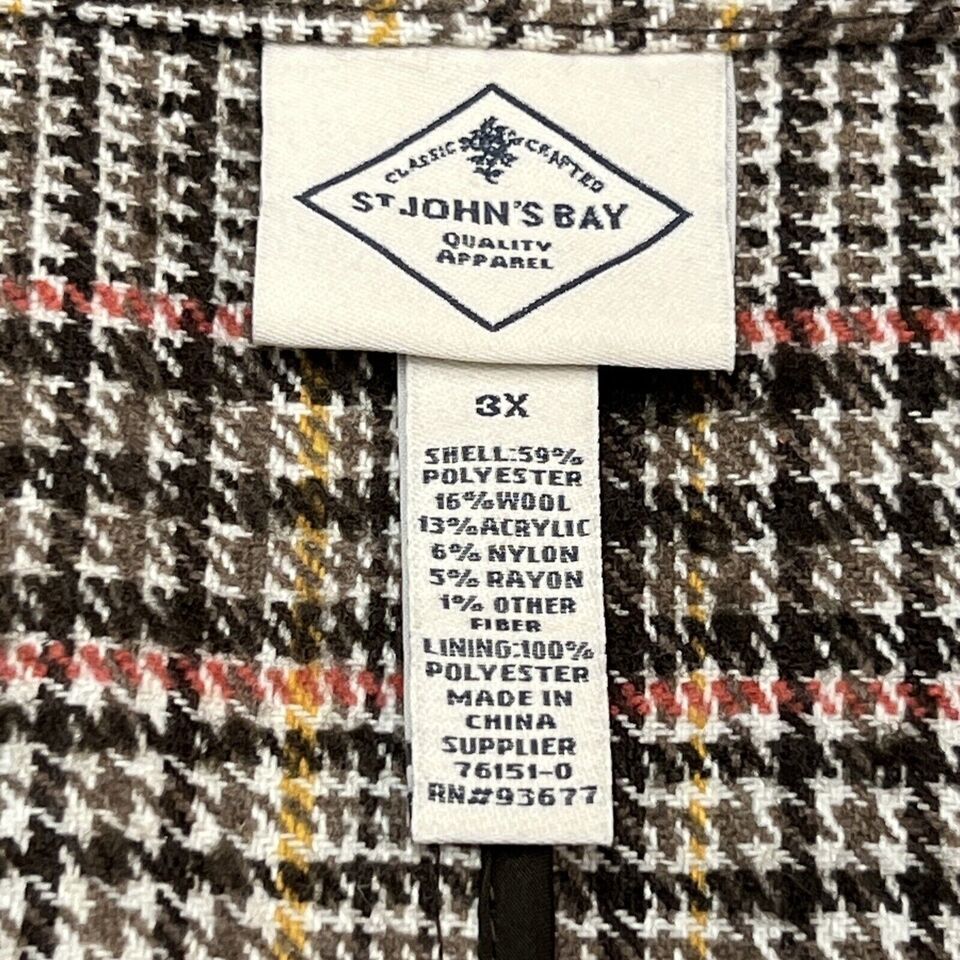 CLASSIC & CRAFTED
ST JOHN'S BAY
QUALITY
APPAREL
3X
SHELL:59%
POLYESTER
16%WOOL
13%ACRYLIC
6% NYLON
5% RAYON
1% OTHER
FIBER
LINING:100%
POLYESTER
MADE IN
CHINA
SUPPLIER
76151-0
RN#93677